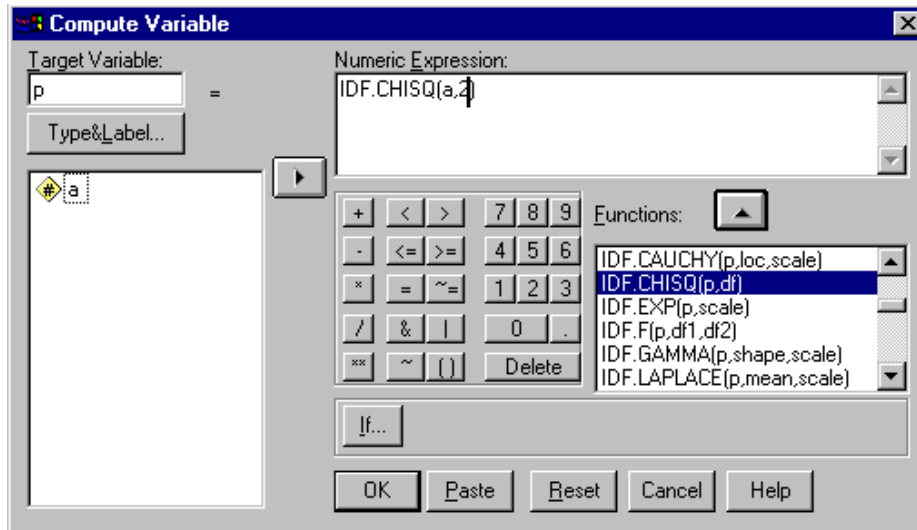 Compute Variable
Target Variable:
p
=
Type&Label...
a
Numeric Expression:
IDF.CHISQ(a,2)
+ < > 7 8 9
- <= >= 4 5 6
* = ~= 1 2 3
/ & | 0 .
** ~ () Delete
Functions:
IDF.CAUCHY(p,loc,scale)
IDF.CHISQ(p,df)
IDF.EXP(p,scale)
IDF.F(p,df1,df2)
IDF.GAMMA(p,shape,scale)
IDF.LAPLACE(p,mean,scale)
If...
OK Paste Reset Cancel Help